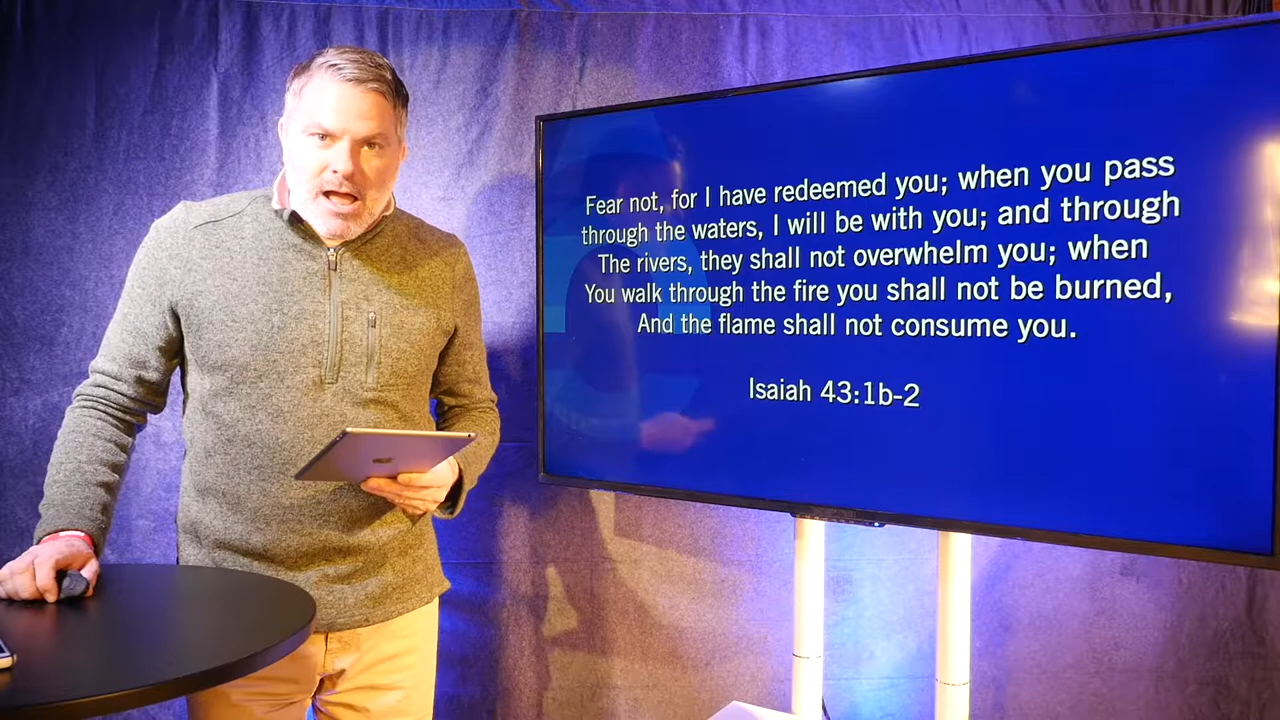 Fear not, for I have redeemed you; when you pass
through the waters, I will be with you; and through
The rivers, they shall not overwhelm you; when
You walk through the fire you shall not be burned,
And the flame shall not consume you.
Isaiah 43:1b-2